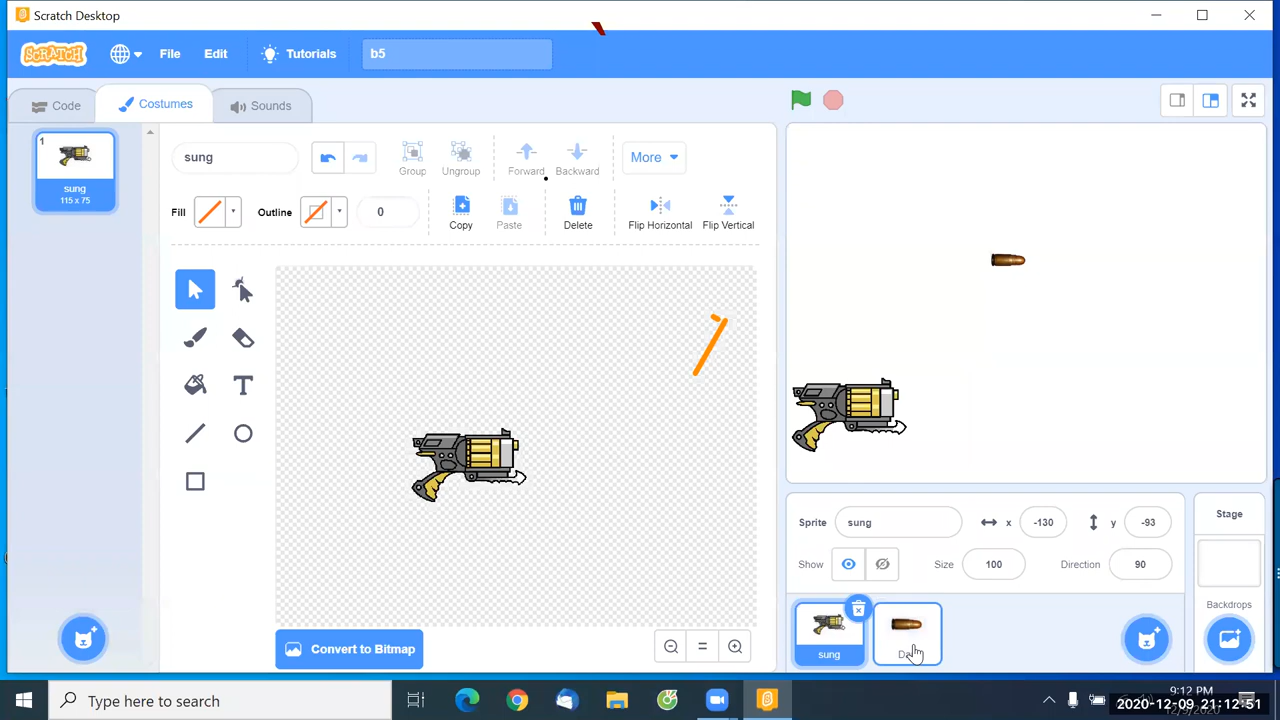 Scratch Desktop
SCRATCH
File
Edit
Tutorials
b5
Code
Costumes
Sounds
1
sung
115 x 75
sung
Group
Ungroup
Forward
Backward
More
Fill
Outline
0
Copy
Paste
Delete
Flip Horizontal
Flip Vertical
Convert to Bitmap
Sprite
sung
x
-130
y
-93
Show
Size
100
Direction
90
Stage
Backdrops
sung
Type here to search
9:12 PM
2020-12-09 21:12:51